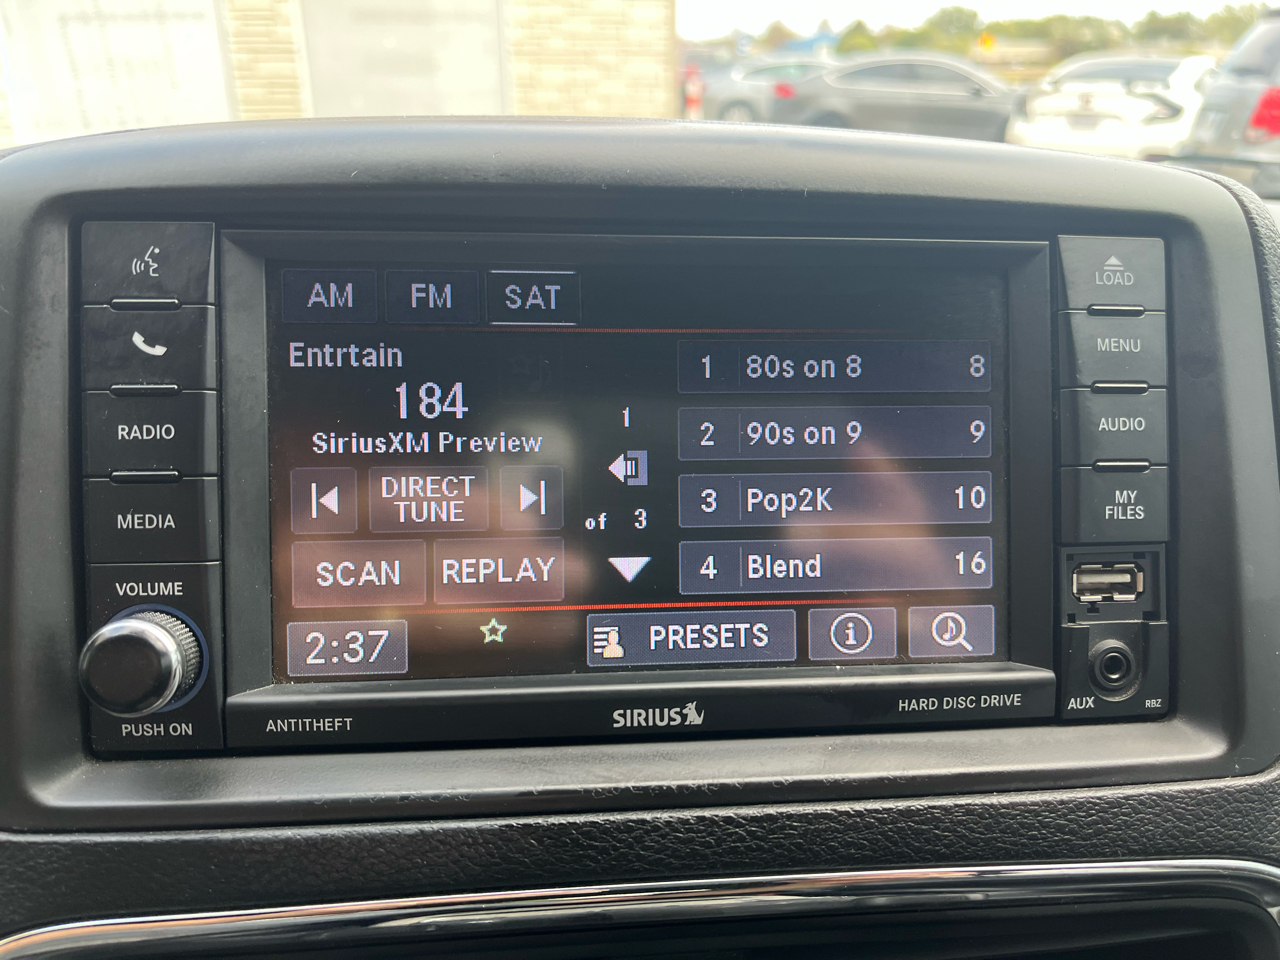 AM FM SAT
Entrtain
184
SiriusXM Preview
DIRECT
TUNE
SCAN REPLAY
1
of 3
1 80s on 8 8
2 90s on 9 9
3 Pop2K 10
4 Blend 16
2:37
PRESETS
i
RADIO
MEDIA
VOLUME
PUSH ON
LOAD
MENU
AUDIO
MY
FILES
AUX RBZ
ANTITHEFT
SIRIUS
HARD DISC DRIVE